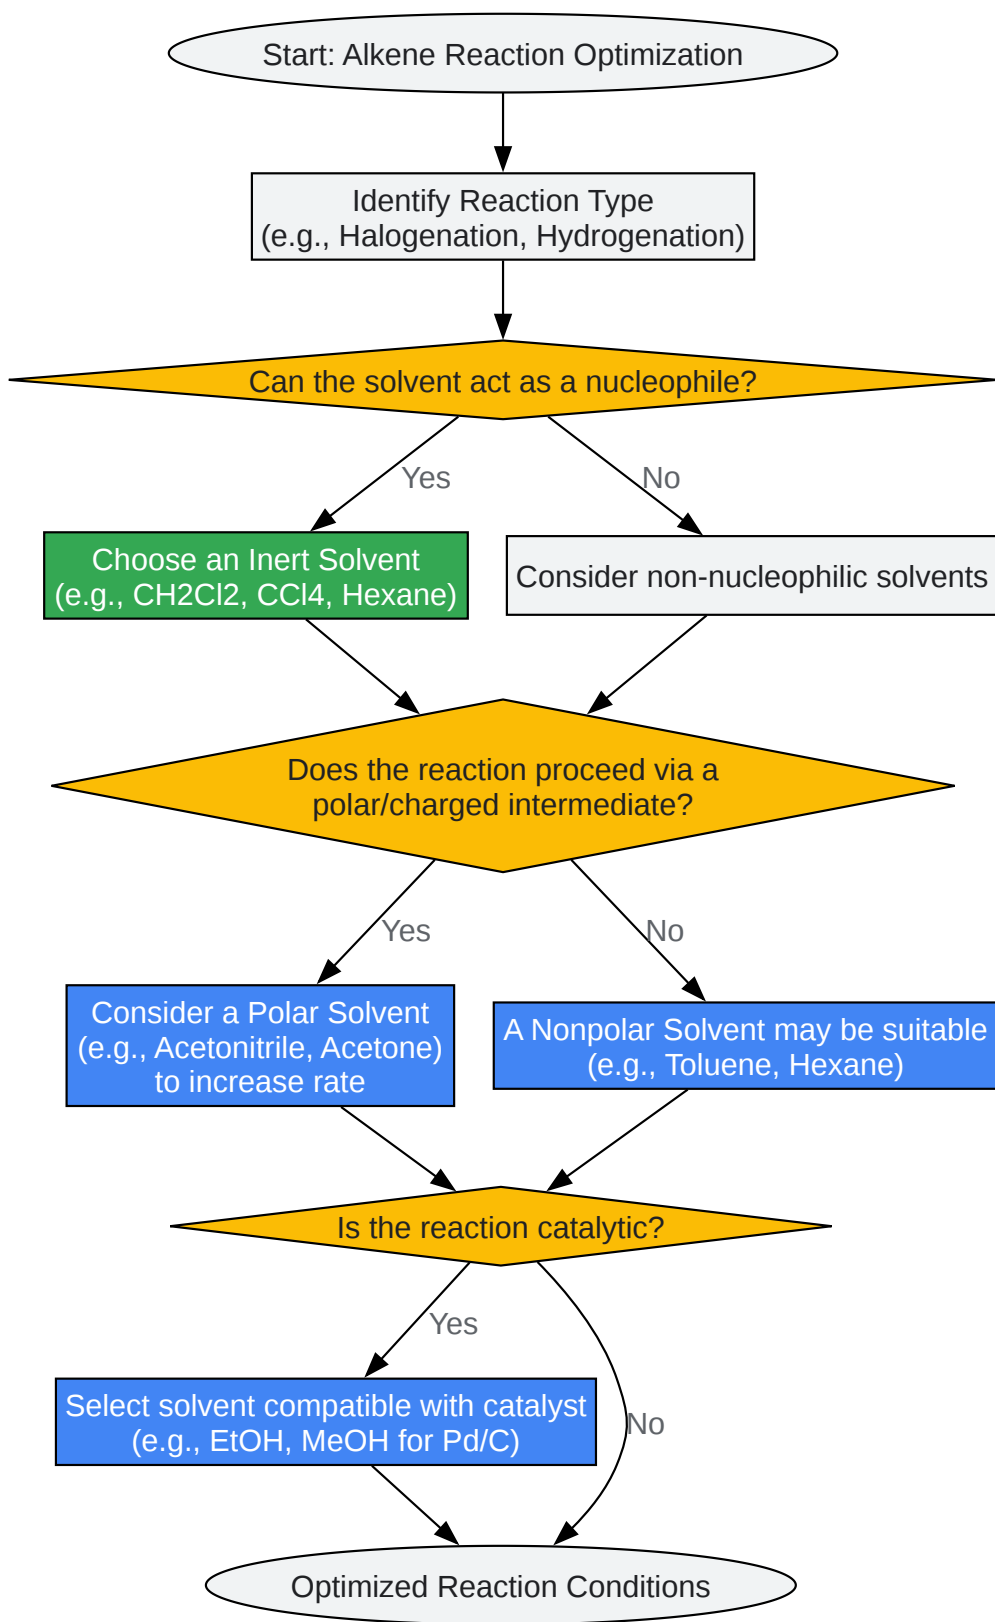 Start: Alkene Reaction Optimization
Identify Reaction Type
(e.g., Halogenation, Hydrogenation)
Can the solvent act as a nucleophile?
Yes
No
Choose an Inert Solvent
(e.g., CH2Cl2, CCl4, Hexane)
Consider non-nucleophilic solvents
Does the reaction proceed via a
polar/charged intermediate?
Yes
No
Consider a Polar Solvent
(e.g., Acetonitrile, Acetone)
to increase rate
A Nonpolar Solvent may be suitable
(e.g., Toluene, Hexane)
Is the reaction catalytic?
Yes
Select solvent compatible with catalyst
(e.g., EtOH, MeOH for Pd/C)
No
Optimized Reaction Conditions